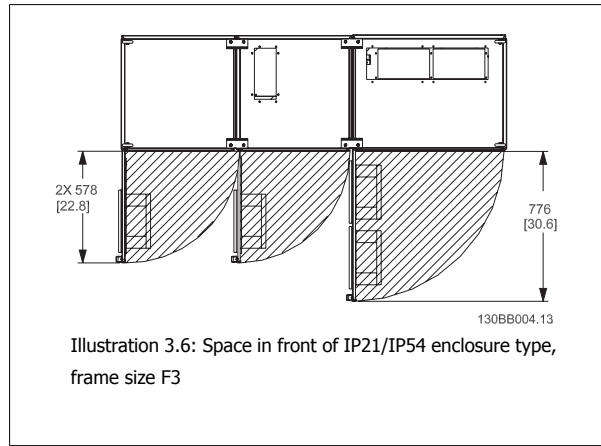 2X 578
[22.8]
776
[30.6]
130BB004.13
Illustration 3.6: Space in front of IP21/IP54 enclosure type,
frame size F3